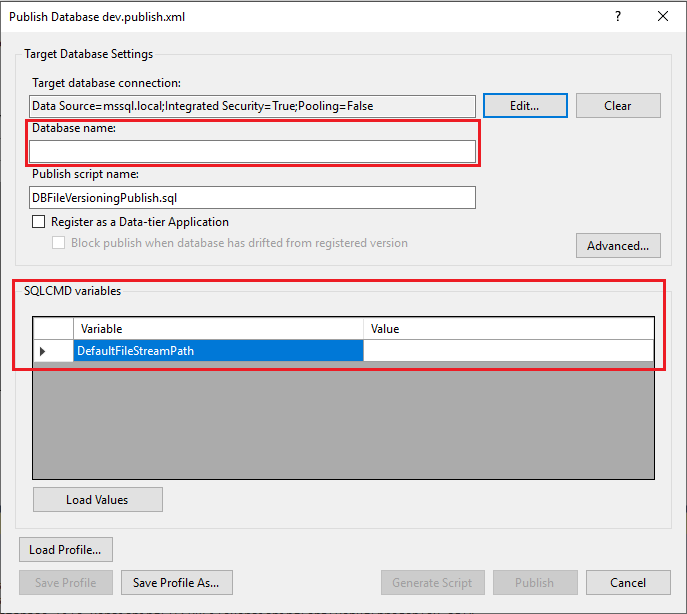 Publish Database dev.publish.xml
?
Target Database Settings
Target database connection:
Data Source=mssql.local;Integrated Security=True;Pooling=False
Edit...
Clear
Database name:
Publish script name:
DBFileVersioningPublish.sql
Register as a Data-tier Application
Block publish when database has drifted from registered version
Advanced...
SQLCMD variables
Variable Value
DefaultFileStreamPath
Load Values
Load Profile...
Save Profile
Save Profile As...
Generate Script
Publish
Cancel